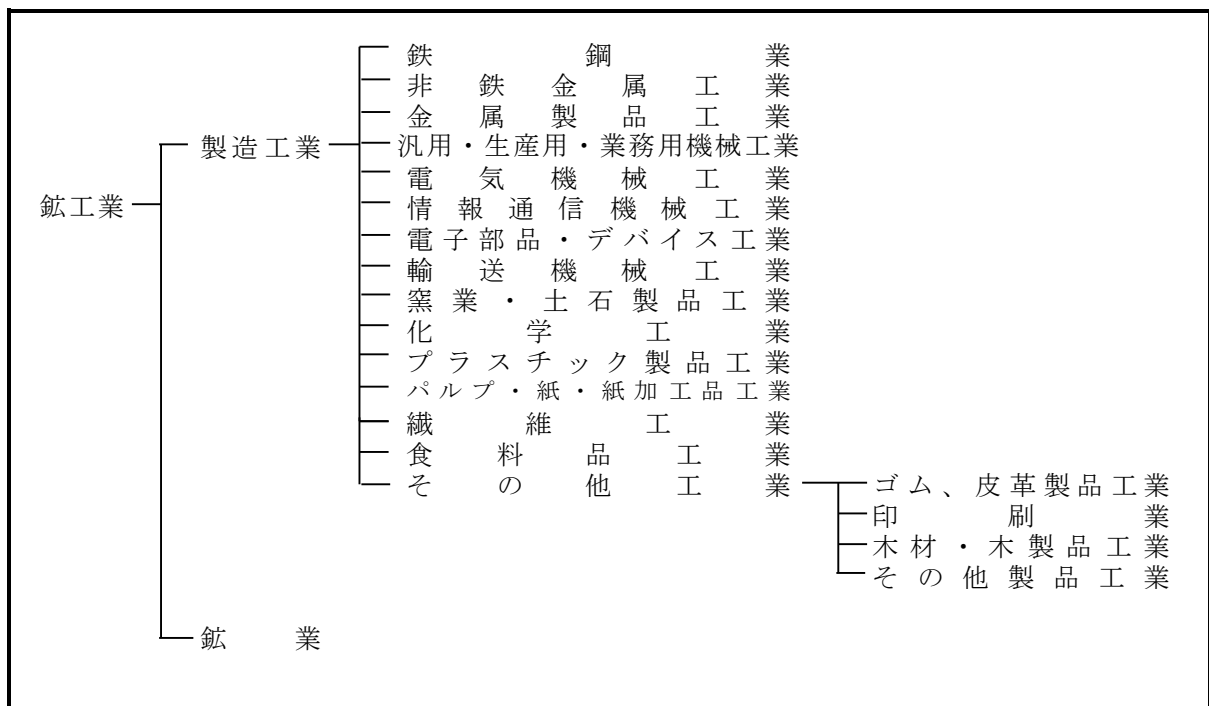 鉄鋼業
非鉄金属工業
金属製品工業
製造工業
汎用・生産用・業務用機械工業
電気機械工業
鉱工業
情報通信機械工業
電子部品・デバイス工業
輸送機械工業
窯業・土石製品工業
化学工業
プラスチック製品工業
パルプ・紙・紙加工品工業
繊維工業
食料品工業
その他工業
ゴム、皮革製品工業
印刷業
木材・木製品工業
その他製品工業
鉱業